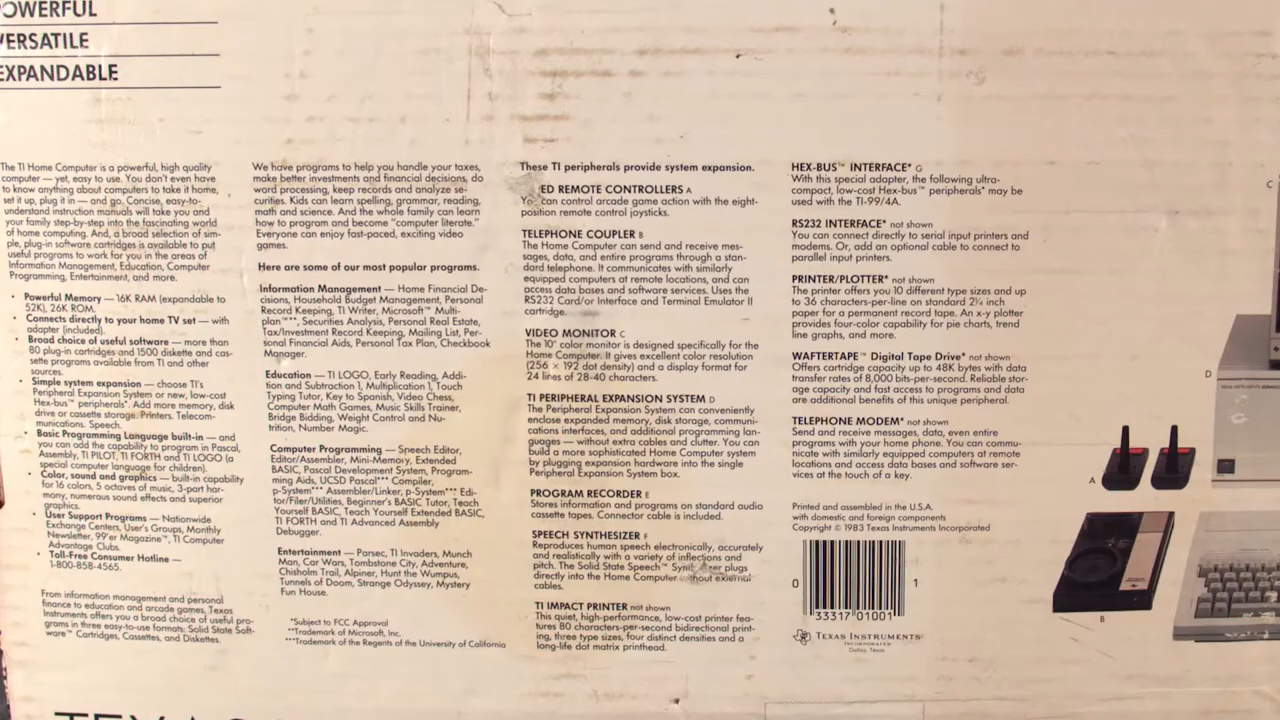 POWERFUL
VERSATILE
EXPANDABLE
The TI Home Computer is a powerful, high quality
computer — yet, easy to use. You don't even have
to know anything about computers to take it home,
set it up, plug it in — and go. Concise, easy-to-
understand instruction manuals will take you and
your family step-by-step into the fascinating world
of home computing. And, a broad selection of sim-
ple, plug-in software cartridges is available to put
useful programs to work for you in the areas of
Information Management, Education, Computer
Programming, Entertainment, and more.
• Powerful Memory — 16K RAM (expandable to
52K), 26K ROM.
• Connects directly to your home TV set — with
adapter (included).
• Broad choice of useful software — more than
80 plug-in cartridges and 1500 diskette and cas-
sette programs available from TI and other
sources.
• Simple system expansion — choose TI's
Peripheral Expansion System or new, low-cost
Hex-bus™ peripherals*. Add more memory, disk
drive or cassette storage. Printers. Telecom-
munications. Speech.
• Basic Programming Language built-in — and
you can add the capability to program in Pascal,
Assembly, TI PILOT, TI FORTH and TI LOGO (a
special computer language for children).
• Color, sound and graphics — built-in capability
for 16 colors, 5 octaves of music, 3-part har-
mony, numerous sound effects and superior
graphics.
• User Support Programs — Nationwide
Exchange Centers, User's Groups, Monthly
Newsletter, 99'er Magazine™, TI Computer
Advantage Clubs.
• Toll-Free Consumer Hotline —
1-800-858-4565.
From information management and personal
finance to education and arcade games, Texas
Instruments offers you a broad choice of useful pro-
grams in three easy-to-use formats: Solid State Soft-
ware™ Cartridges, Cassettes, and Diskettes.
We have programs to help you handle your taxes,
make better investments and financial decisions, do
word processing, keep records and analyze se-
curities. Kids can learn spelling, grammar, reading,
math and science. And the whole family can learn
how to program and become "computer literate."
Everyone can enjoy fast-paced, exciting video
games.
Here are some of our most popular programs.
Information Management — Home Financial De-
cisions, Household Budget Management, Personal
Record Keeping, TI Writer, Microsoft™ Multi-
plan™**, Securities Analysis, Personal Real Estate,
Tax/Investment Record Keeping, Mailing List, Per-
sonal Financial Aids, Personal Tax Plan, Checkbook
Manager.
Education — TI LOGO, Early Reading, Addi-
tion and Subtraction 1, Multiplication 1, Touch
Typing Tutor, Key to Spanish, Video Chess,
Computer Math Games, Music Skills Trainer,
Bridge Bidding, Weight Control and Nu-
trition, Number Magic.
Computer Programming — Speech Editor,
Editor/Assembler, Mini-Memory, Extended
BASIC, Pascal Development System, Program-
ming Aids, UCSD Pascal*** Compiler,
p-System*** Assembler/Linker, p-System*** Edi-
tor/Filer/Utilities, Beginner's BASIC Tutor, Teach
Yourself BASIC, Teach Yourself Extended BASIC,
TI FORTH and TI Advanced Assembly
Debugger.
Entertainment — Parsec, TI Invaders, Munch
Man, Car Wars, Tombstone City, Adventure,
Chisholm Trail, Alpiner, Hunt the Wumpus,
Tunnels of Doom, Strange Odyssey, Mystery
Fun House.
*Subject to FCC Approval
**Trademark of Microsoft, Inc.
***Trademark of the Regents of the University of California
These TI peripherals provide system expansion.
ED REMOTE CONTROLLERS A
You can control arcade game action with the eight-
position remote control joysticks.
TELEPHONE COUPLER B
The Home Computer can send and receive mes-
sages, data, and entire programs through a stan-
dard telephone. It communicates with similarly
equipped computers at remote locations, and can
access data bases and software services. Uses the
RS232 Card/or Interface and Terminal Emulator II
cartridge.
VIDEO MONITOR C
The 10" color monitor is designed specifically for the
Home Computer. It gives excellent color resolution
(256 × 192 dot density) and a display format for
24 lines of 28-40 characters.
TI PERIPHERAL EXPANSION SYSTEM D
The Peripheral Expansion System can conveniently
enclose expanded memory, disk storage, communi-
cations interfaces, and additional programming lan-
guages — without extra cables and clutter. You can
build a more sophisticated Home Computer system
by plugging expansion hardware into the single
Peripheral Expansion System box.
PROGRAM RECORDER E
Stores information and programs on standard audio
cassette tapes. Connector cable is included.
SPEECH SYNTHESIZER F
Reproduces human speech electronically, accurately
and realistically with a variety of inflections and
pitch. The Solid State Speech™ Synthesizer plugs
directly into the Home Computer without external
cables.
TI IMPACT PRINTER not shown
This quiet, high-performance, low-cost printer fea-
tures 80 characters-per-second bidirectional print-
ing, three type sizes, four distinct densities and a
long-life dot matrix printhead.
HEX-BUS™ INTERFACE* G
With this special adapter, the following ultra-
compact, low-cost Hex-bus™ peripherals* may be
used with the TI-99/4A.
RS232 INTERFACE* not shown
You can connect directly to serial input printers and
modems. Or, add an optional cable to connect to
parallel input printers.
PRINTER/PLOTTER* not shown
The printer offers you 10 different type sizes and up
to 36 characters-per-line on standard 2¼ inch
paper for a permanent record tape. An x-y plotter
provides four-color capability for pie charts, trend
line graphs, and more.
WAFTERTAPE™ Digital Tape Drive* not shown
Offers cartridge capacity up to 48K bytes with data
transfer rates of 8,000 bits-per-second. Reliable stor-
age capacity and fast access to programs and data
are additional benefits of this unique peripheral.
TELEPHONE MODEM* not shown
Send and receive messages, data, even entire
programs with your home phone. You can commu-
nicate with similarly equipped computers at remote
locations and access data bases and software ser-
vices at the touch of a key.
Printed and assembled in the U.S.A.
with domestic and foreign components
Copyright © 1983 Texas Instruments Incorporated
0 33317 01001 1
TEXAS INSTRUMENTS
INCORPORATED
Dallas, Texas
C
D
A
B
TEXAS